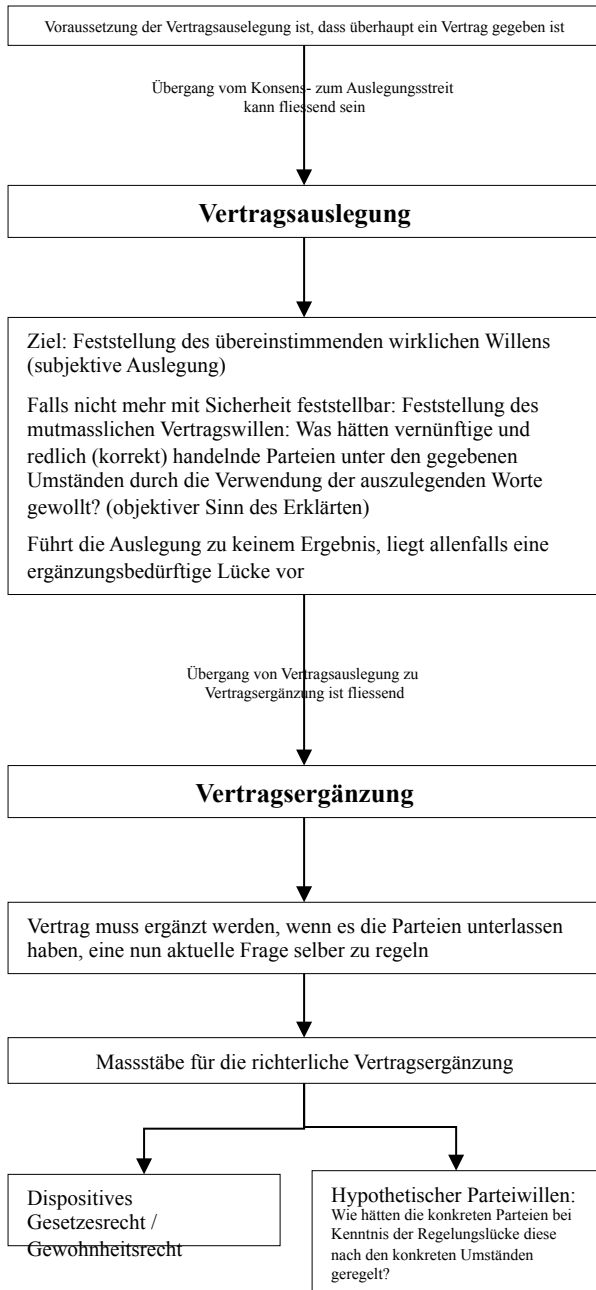 Voraussetzung der Vertragsauselegung ist, dass überhaupt ein Vertrag gegeben ist
Übergang vom Konsens- zum Auslegungsstreit
kann fliessend sein
Vertragsauslegung
Ziel: Feststellung des übereinstimmenden wirklichen Willens
(subjektive Auslegung)
Falls nicht mehr mit Sicherheit feststellbar: Feststellung des
mutmasslichen Vertragswillen: Was hätten vernünftige und
redlich (korrekt) handelnde Parteien unter den gegebenen
Umständen durch die Verwendung der auszulegenden Worte
gewollt? (objektiver Sinn des Erklärten)
Führt die Auslegung zu keinem Ergebnis, liegt allenfalls eine
ergänzungsbedürftige Lücke vor
Übergang von Vertragsauslegung zu
Vertragsergänzung ist fliessend
Vertragsergänzung
Vertrag muss ergänzt werden, wenn es die Parteien unterlassen
haben, eine nun aktuelle Frage selber zu regeln
Massstäbe für die richterliche Vertragsergänzung
Dispositives
Gesetzesrecht /
Gewohnheitsrecht
Hypothetischer Parteiwillen:
Wie hätten die konkreten Parteien bei
Kenntnis der Regelungslücke diese
nach den konkreten Umständen
geregelt?